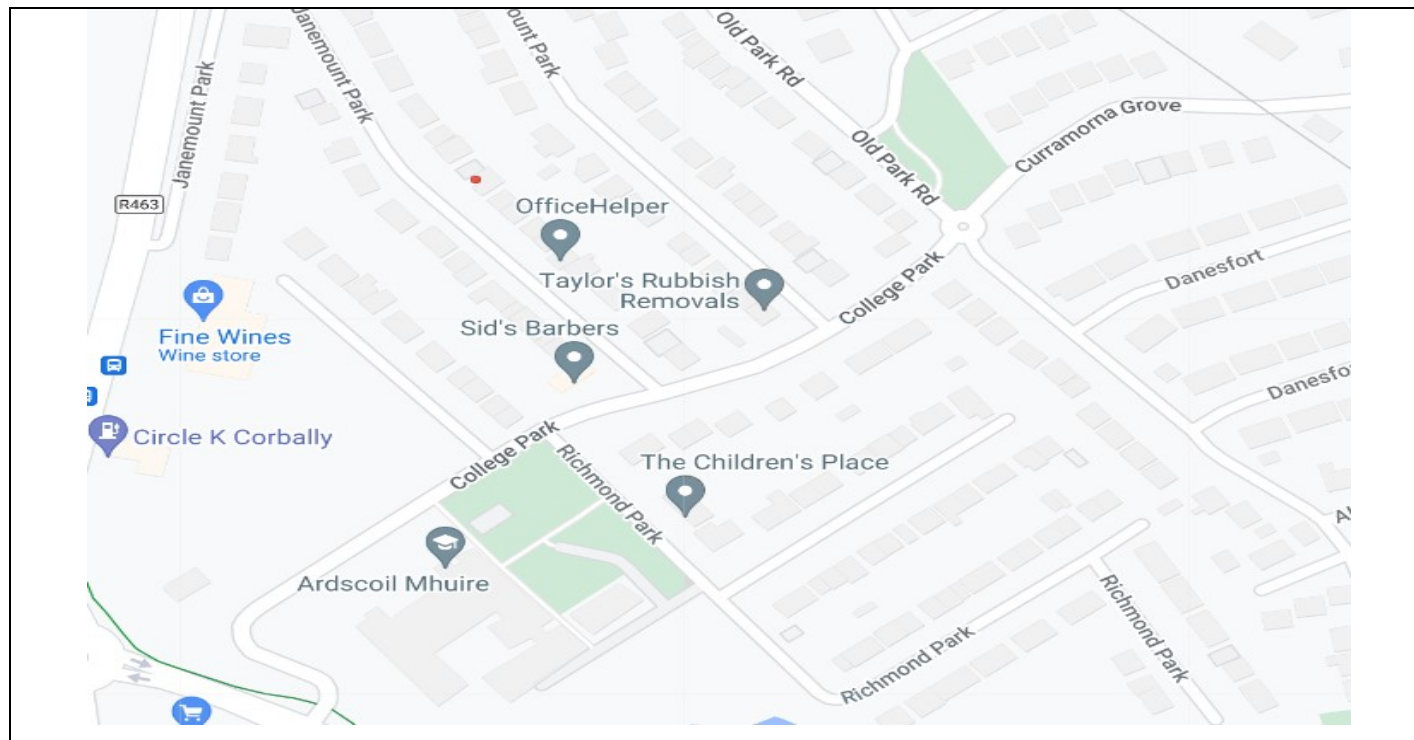 Janemount Park
Janemount Park
ount Park
Old Park Rd
Old Park Rd
Curramorna Grove
R463
OfficeHelper
Taylor's Rubbish
Removals
College Park
Danesfort
Fine Wines
Wine store
Sid's Barbers
Danesfo
Circle K Corbally
College Park
Richmond Park
The Children's Place
Ardscoil Mhuire
Richmond Park
Richmond Park